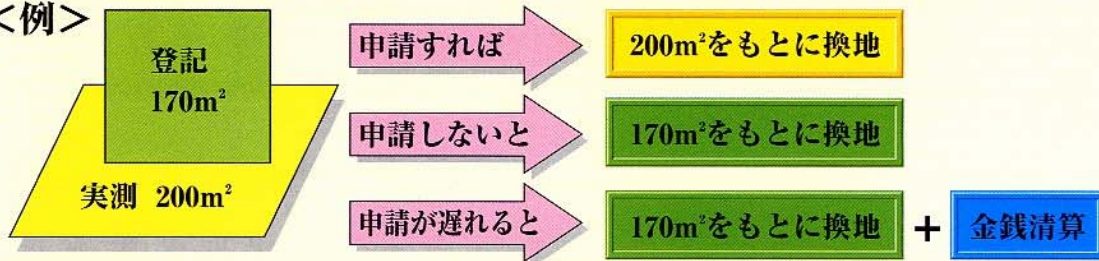 <例>
登記
170m²
実測 200m²
申請すれば
200m²をもとに換地
申請しないと
170m²をもとに換地
申請が遅れると
170m²をもとに換地 + 金銭清算